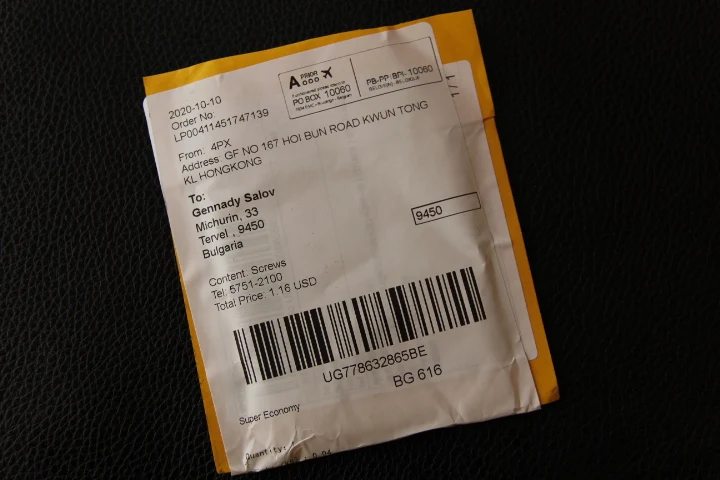 2020-10-10
Order No:
LP00411451747139
A PRIOR
PO BOX 10060
PB-PP|BPI-10060
From: 4PX
Address: GF NO 167 HOI BUN ROAD KWUN TONG
KL HONGKONG
1/1
To:
Gennady Salov
Michurin, 33
Tervel , 9450
Bulgaria
9450
Content: Screws
Tel: 5751-2100
Total Price: 1.16 USD
UG778632865BE
BG 616
Super Economy
Quantity: